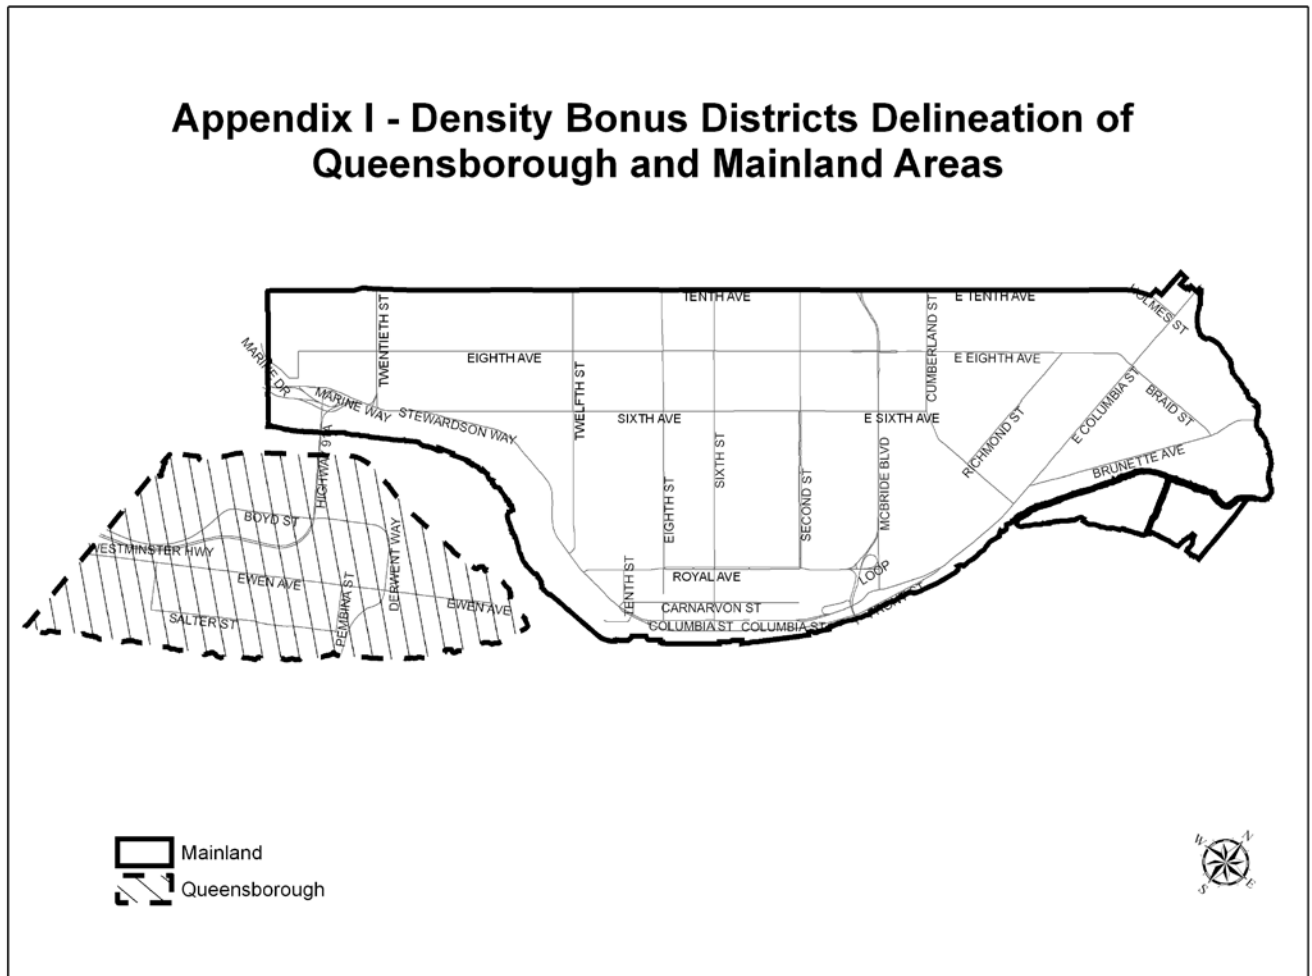 Appendix I - Density Bonus Districts Delineation of
Queensborough and Mainland Areas
TENTH AVE
E TENTH AVE
HOLMES ST
TWENTIETH ST
CUMBERLAND ST
MARINE DR
EIGHTH AVE
E EIGHTH AVE
TWELFTH ST
MARINE WAY
STEWARDSON WAY
SIXTH AVE
E SIXTH AVE
E COLUMBIA ST
BRAID ST
RICHMOND ST
BRUNETTE AVE
HIGHWAY 91A
SIXTH ST
EIGHTH ST
SECOND ST
MCBRIDE BLVD
BOYD ST
WESTMINSTER HWY
DERWENT WAY
EWEN AVE
EWEN AVE
PEMBINA ST
SALTER ST
TENTH ST
ROYAL AVE
LOOP
CARNARVON ST
FRONT ST
COLUMBIA ST
COLUMBIA ST
Mainland
Queensborough
N
W
E
S